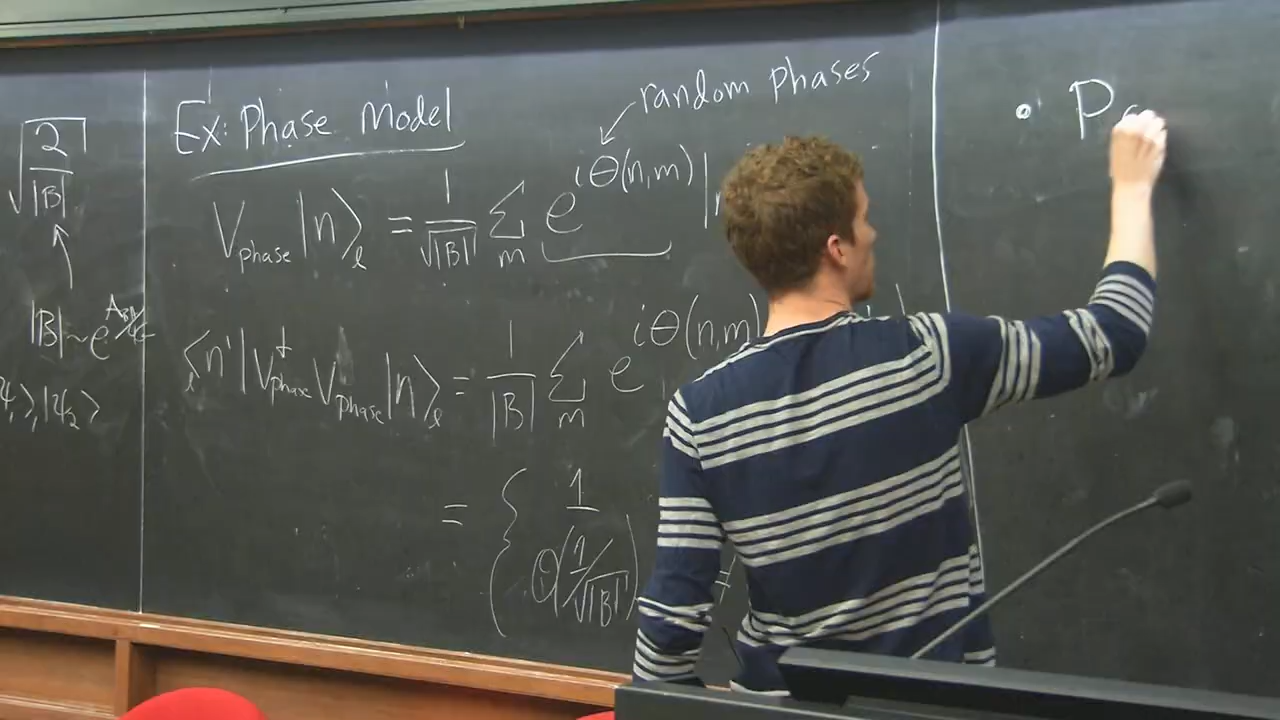 √2/|B|
|B| ~ e
⟩,|ψ₂⟩
Ex: Phase Model
random phases
V_phase |n⟩_ℓ = 1/√|B| Σ_m e^{iθ(n,m)} |
_ℓ⟨n'|V†_phase V_phase|n⟩_ℓ = 1/|B| Σ_m e^{iθ(n,m)
= { 1
O(1/√|B|) =
• P